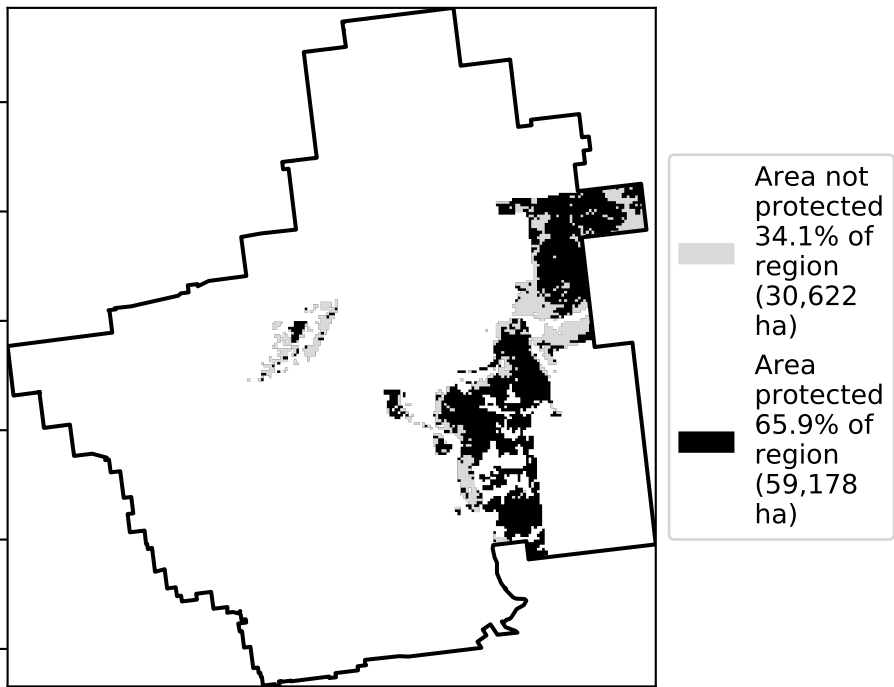 Area not
protected
34.1% of
region
(30,622
ha)
Area
protected
65.9% of
region
(59,178
ha)